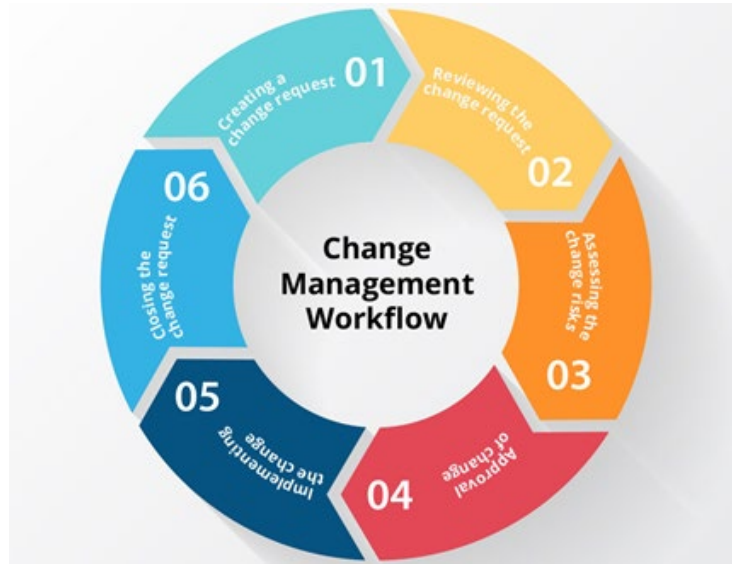 Change
Management
Workflow
01
Creating a
change request
02
Reviewing the
change request
03
Assessing the
change risks
04
Approval
of change
05
Implementing
the change
06
Closing the
change request